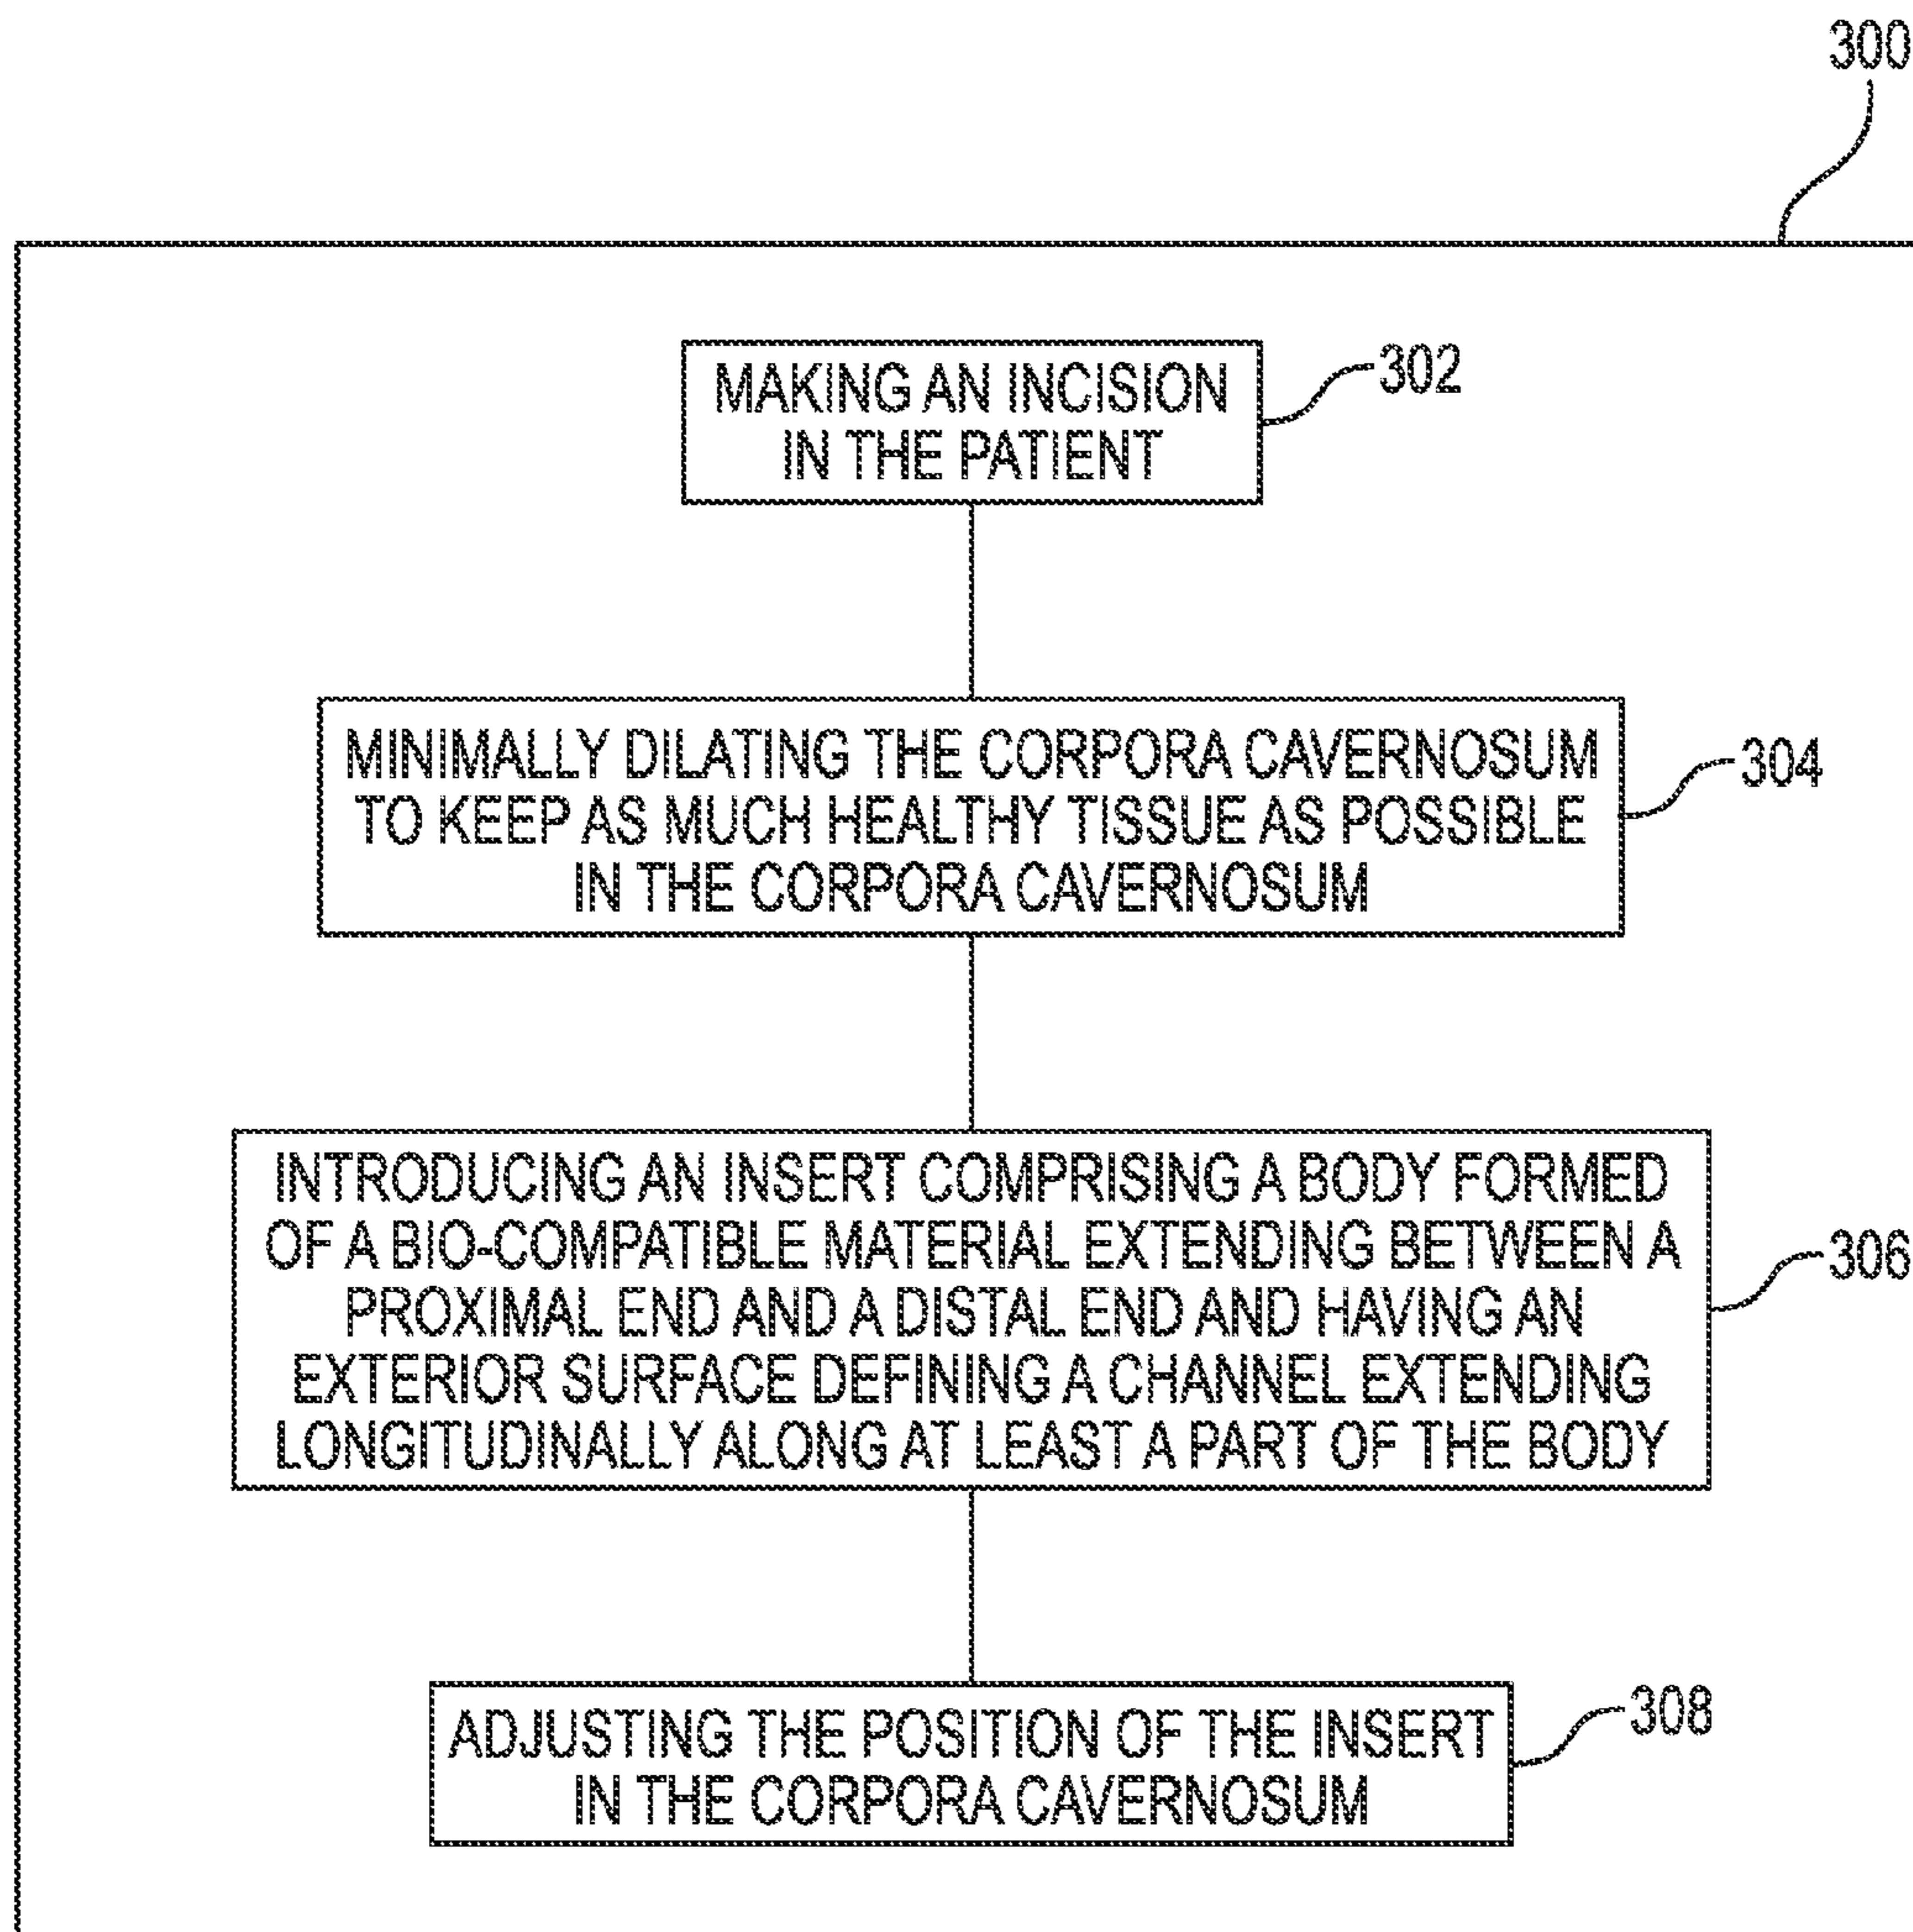 300
MAKING AN INCISION
IN THE PATIENT
302
MINIMALLY DILATING THE CORPORA CAVERNOSUM
TO KEEP AS MUCH HEALTHY TISSUE AS POSSIBLE
IN THE CORPORA CAVERNOSUM
304
INTRODUCING AN INSERT COMPRISING A BODY FORMED
OF A BIO-COMPATIBLE MATERIAL EXTENDING BETWEEN A
PROXIMAL END AND A DISTAL END AND HAVING AN
EXTERIOR SURFACE DEFINING A CHANNEL EXTENDING
LONGITUDINALLY ALONG AT LEAST A PART OF THE BODY
306
ADJUSTING THE POSITION OF THE INSERT
IN THE CORPORA CAVERNOSUM
308